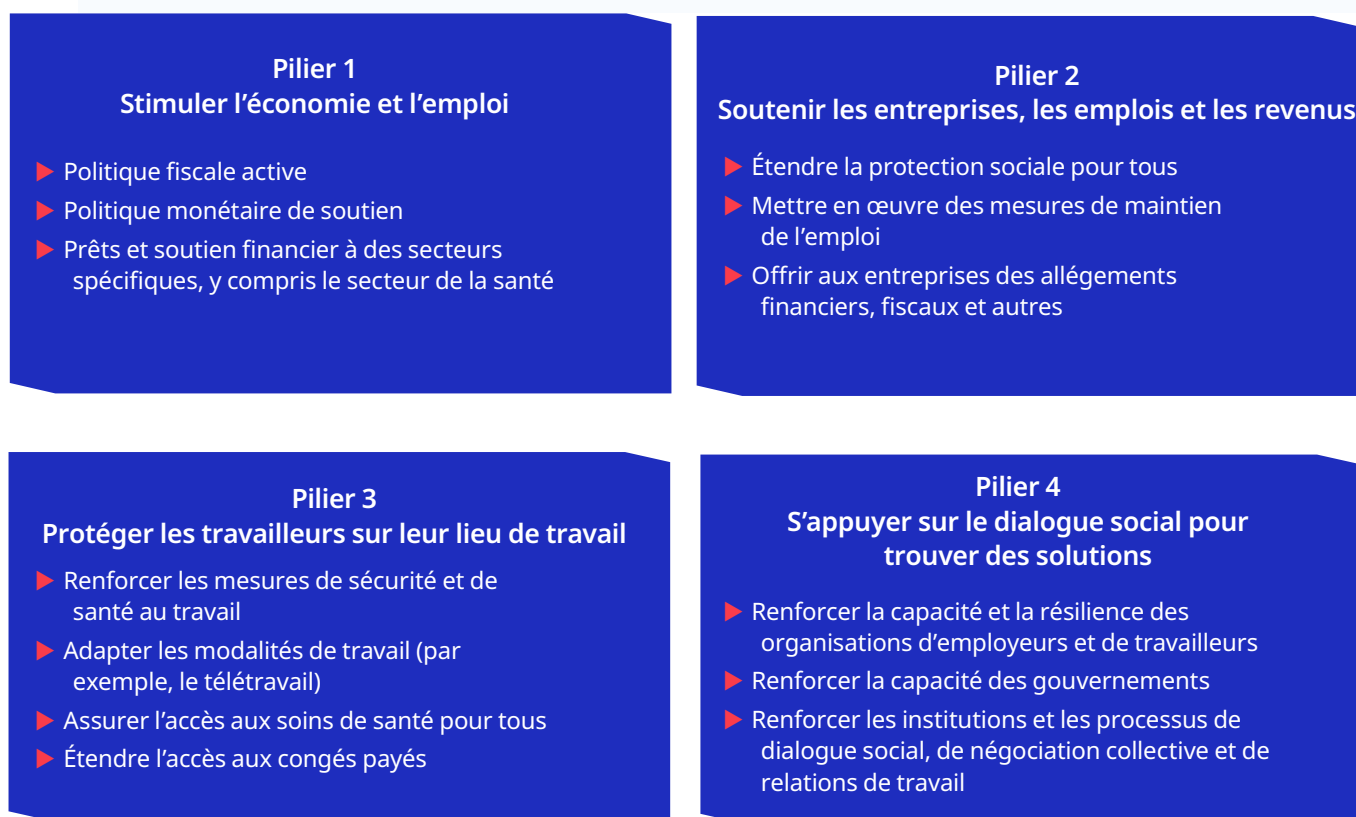 Pilier 1
Stimuler l’économie et l’emploi
▶ Politique fiscale active
▶ Politique monétaire de soutien
▶ Prêts et soutien financier à des secteurs
spécifiques, y compris le secteur de la santé
Pilier 2
Soutenir les entreprises, les emplois et les revenus
▶ Étendre la protection sociale pour tous
▶ Mettre en œuvre des mesures de maintien
de l’emploi
▶ Offrir aux entreprises des allégements
financiers, fiscaux et autres
Pilier 3
Protéger les travailleurs sur leur lieu de travail
▶ Renforcer les mesures de sécurité et de
santé au travail
▶ Adapter les modalités de travail (par
exemple, le télétravail)
▶ Assurer l’accès aux soins de santé pour tous
▶ Étendre l’accès aux congés payés
Pilier 4
S’appuyer sur le dialogue social pour
trouver des solutions
▶ Renforcer la capacité et la résilience des
organisations d’employeurs et de travailleurs
▶ Renforcer la capacité des gouvernements
▶ Renforcer les institutions et les processus de
dialogue social, de négociation collective et de
relations de travail